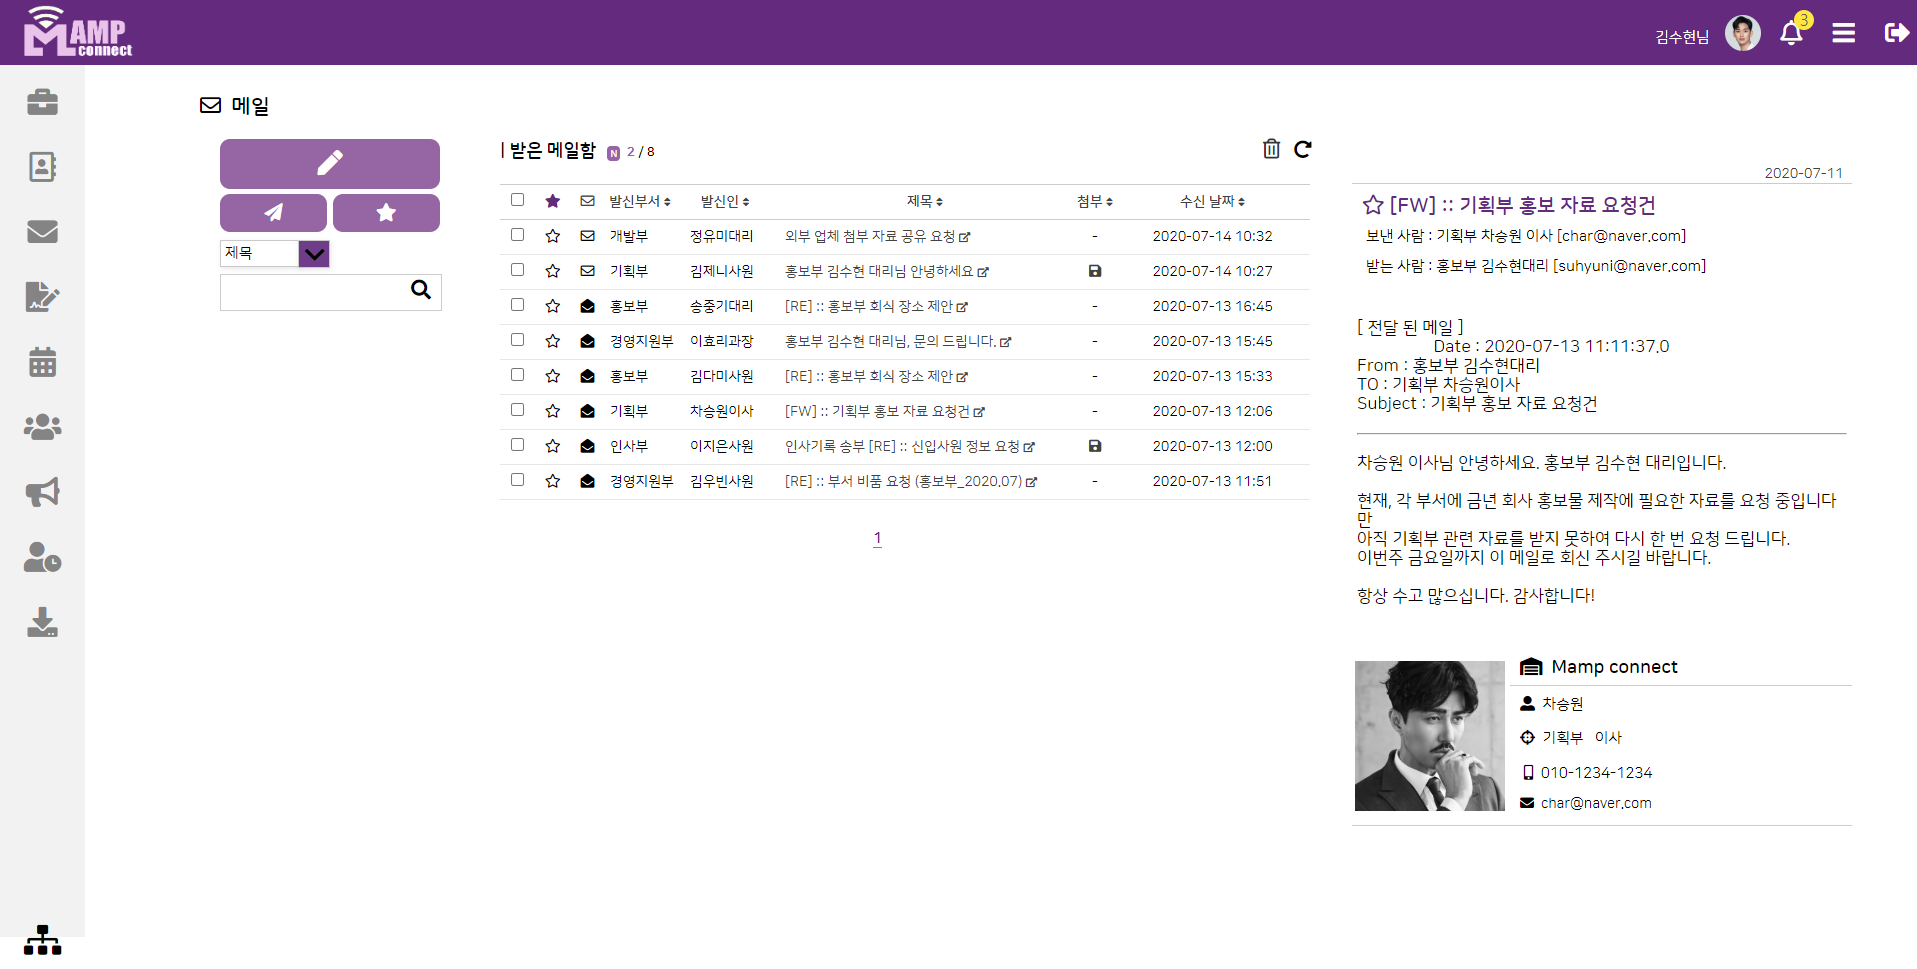 MAMP
connect
김수현님
3
메일
제목
| 받은 메일함 N 2 / 8
발신부서 발신인 제목 첨부 수신 날짜
개발부 정유미대리 외부 업체 첨부 자료 공유 요청 - 2020-07-14 10:32
기획부 김제니사원 홍보부 김수현 대리님 안녕하세요 2020-07-14 10:27
홍보부 송중기대리 [RE] :: 홍보부 회식 장소 제안 - 2020-07-13 16:45
경영지원부 이효리과장 홍보부 김수현 대리님, 문의 드립니다. - 2020-07-13 15:45
홍보부 김다미사원 [RE] :: 홍보부 회식 장소 제안 - 2020-07-13 15:33
기획부 차승원이사 [FW] :: 기획부 홍보 자료 요청건 - 2020-07-13 12:06
인사부 이지은사원 인사기록 송부 [RE] :: 신입사원 정보 요청 2020-07-13 12:00
경영지원부 김우빈사원 [RE] :: 부서 비품 요청 (홍보부_2020.07) - 2020-07-13 11:51
1
2020-07-11
[FW] :: 기획부 홍보 자료 요청건
보낸 사람 : 기획부 차승원 이사 [char@naver.com]
받는 사람 : 홍보부 김수현대리 [suhyuni@naver.com]
[ 전달 된 메일 ]
Date : 2020-07-13 11:11:37.0
From : 홍보부 김수현대리
TO : 기획부 차승원이사
Subject : 기획부 홍보 자료 요청건
차승원 이사님 안녕하세요. 홍보부 김수현 대리입니다.
현재, 각 부서에 금년 회사 홍보물 제작에 필요한 자료를 요청 중입니다
만
아직 기획부 관련 자료를 받지 못하여 다시 한 번 요청 드립니다.
이번주 금요일까지 이 메일로 회신 주시길 바랍니다.
항상 수고 많으십니다. 감사합니다!
Mamp connect
차승원
기획부 이사
010-1234-1234
char@naver.com